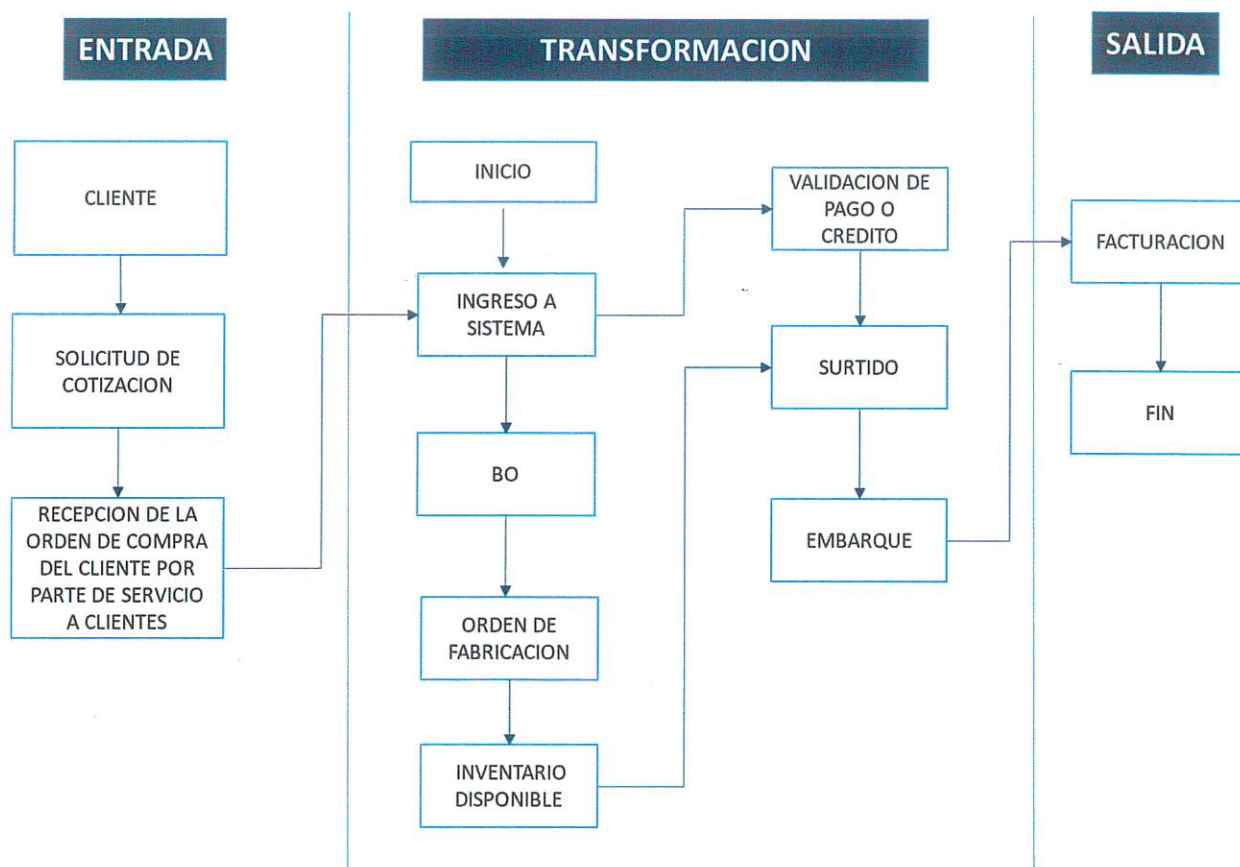 ENTRADA
TRANSFORMACION
SALIDA
CLIENTE
SOLICITUD DE
COTIZACION
RECEPCION DE LA
ORDEN DE COMPRA
DEL CLIENTE POR
PARTE DE SERVICIO
A CLIENTES
INICIO
INGRESO A
SISTEMA
BO
ORDEN DE
FABRICACION
INVENTARIO
DISPONIBLE
VALIDACION DE
PAGO O
CREDITO
SURTIDO
EMBARQUE
FACTURACION
FIN